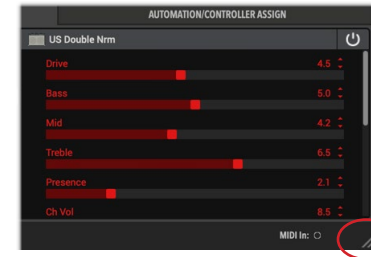 AUTOMATION/CONTROLLER ASSIGN
US Double Nrm
Drive 4.5
Bass 5.0
Mid 4.2
Treble 6.5
Presence 2.1
Ch Vol 8.5
MIDI In: